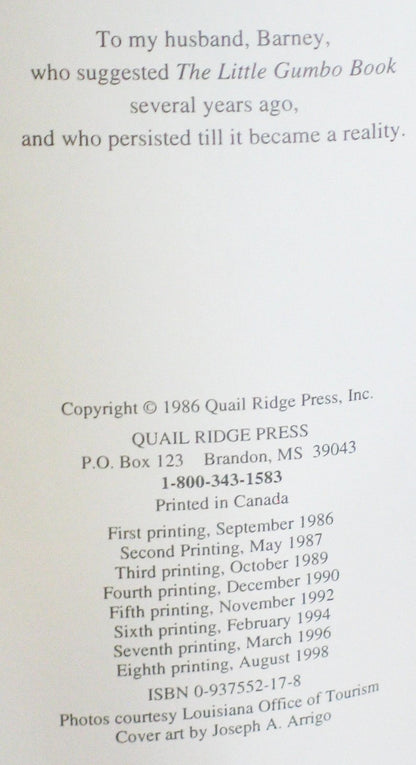 To my husband, Barney,
who suggested The Little Gumbo Book
several years ago,
and who persisted till it became a reality.
Copyright © 1986 Quail Ridge Press, Inc.
QUAIL RIDGE PRESS
P.O. Box 123 Brandon, MS 39043
1-800-343-1583
Printed in Canada
First printing, September 1986
Second Printing, May 1987
Third printing, October 1989
Fourth printing, December 1990
Fifth printing, November 1992
Sixth printing, February 1994
Seventh printing, March 1996
Eighth printing, August 1998
ISBN 0-937552-17-8
Photos courtesy Louisiana Office of Tourism
Cover art by Joseph A. Arrigo